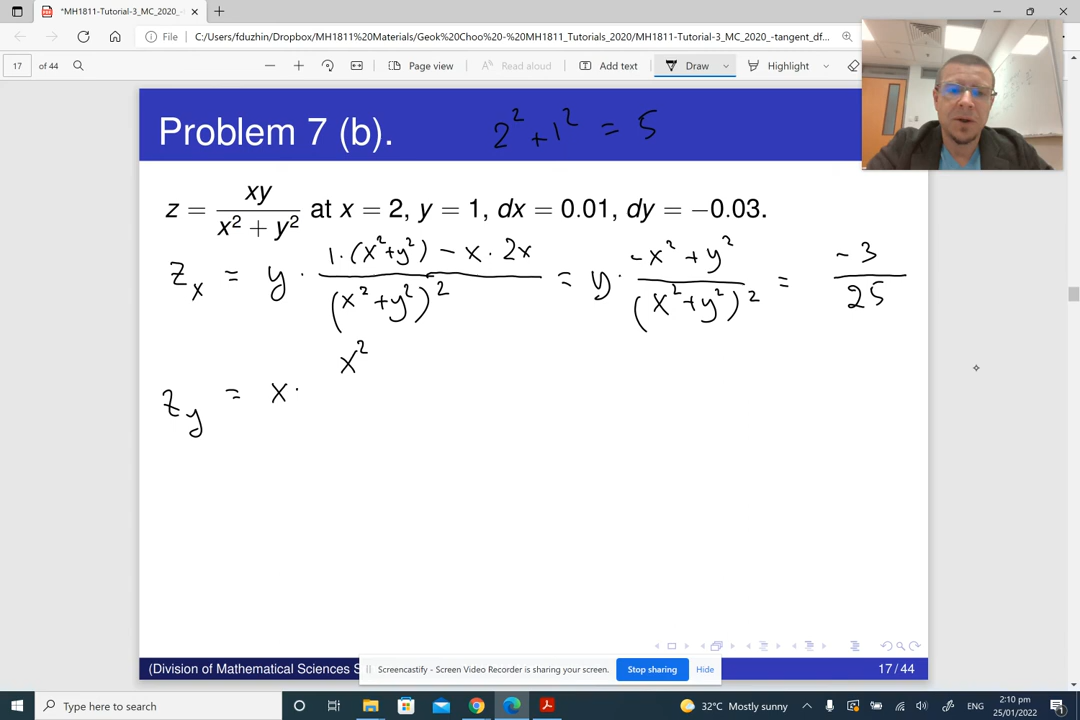 *MH1811-Tutorial-3_MC_2020_-
File
C:/Users/fduzhin/Dropbox/MH1811%20Materials/Geok%20Choo%20-%20MH1811_Tutorials_2020/MH1811-Tutorial-3_MC_2020_-tangent_df...
17 of 44
Page view
Read aloud
Add text
Draw
Highlight
Problem 7 (b). 2² + 1² = 5
z = xy / (x² + y²) at x = 2, y = 1, dx = 0.01, dy = −0.03.
z_x = y · (1·(x²+y²) − x·2x) / (x²+y²)² = y · (−x² + y²) / (x²+y²)² = −3 / 25
z_y = x · x²
(Division of Mathematical Sciences S
17/44
Screencastify - Screen Video Recorder is sharing your screen.
Stop sharing
Hide
Type here to search
32°C Mostly sunny
ENG
2:10 pm
25/01/2022